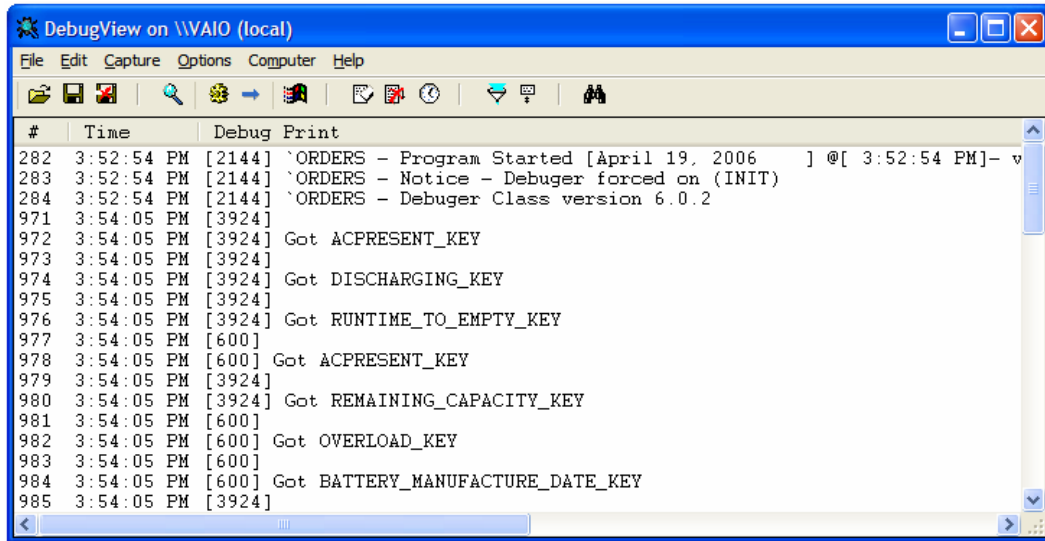 DebugView on \\VAIO (local)
File Edit Capture Options Computer Help
# Time Debug Print
282 3:52:54 PM [2144] `ORDERS - Program Started [April 19, 2006 ] @[ 3:52:54 PM]- v
283 3:52:54 PM [2144] `ORDERS - Notice - Debuger forced on (INIT)
284 3:52:54 PM [2144] `ORDERS - Debuger Class version 6.0.2
971 3:54:05 PM [3924]
972 3:54:05 PM [3924] Got ACPRESENT_KEY
973 3:54:05 PM [3924]
974 3:54:05 PM [3924] Got DISCHARGING_KEY
975 3:54:05 PM [3924]
976 3:54:05 PM [3924] Got RUNTIME_TO_EMPTY_KEY
977 3:54:05 PM [600]
978 3:54:05 PM [600] Got ACPRESENT_KEY
979 3:54:05 PM [3924]
980 3:54:05 PM [3924] Got REMAINING_CAPACITY_KEY
981 3:54:05 PM [600]
982 3:54:05 PM [600] Got OVERLOAD_KEY
983 3:54:05 PM [600]
984 3:54:05 PM [600] Got BATTERY_MANUFACTURE_DATE_KEY
985 3:54:05 PM [3924]